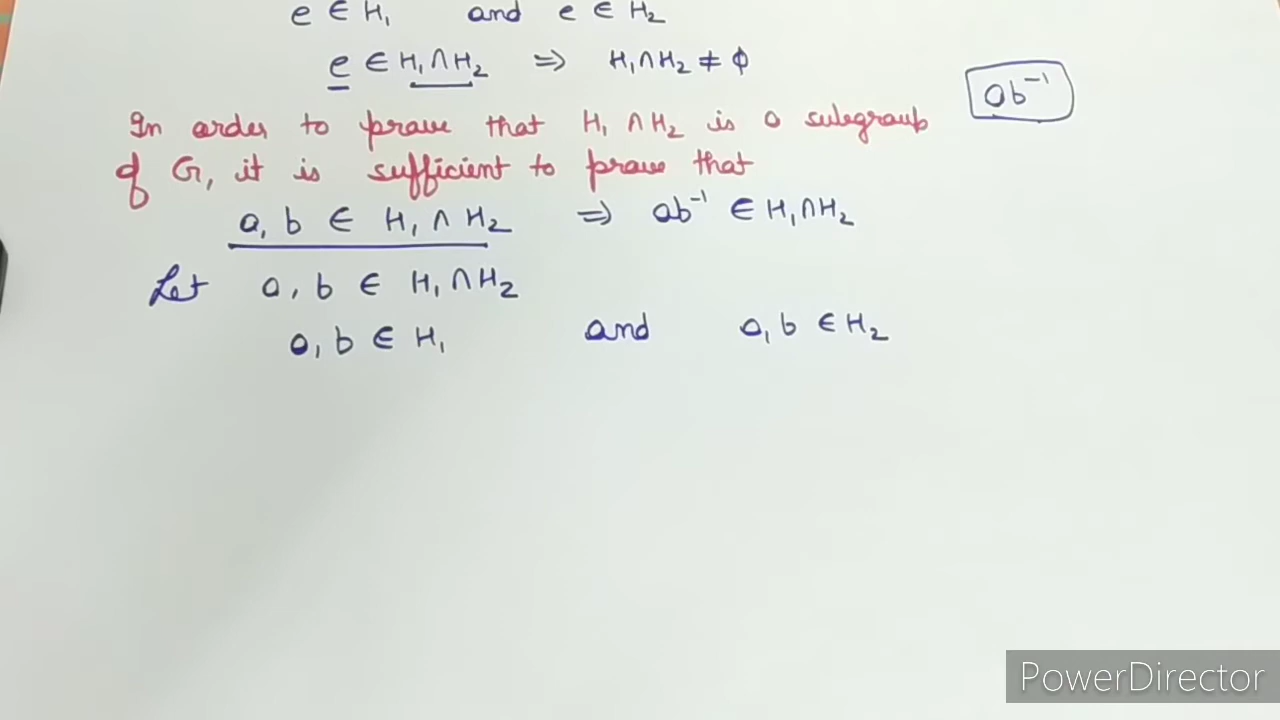 e ∈ H₁ and e ∈ H₂
e ∈ H₁∩H₂ ⇒ H₁∩H₂ ≠ ϕ
ab⁻¹
In order to prove that H₁ ∩ H₂ is a subgroup
of G, it is sufficient to prove that
a, b ∈ H₁ ∩ H₂ ⇒ ab⁻¹ ∈ H₁∩H₂
Let a, b ∈ H₁∩H₂
a, b ∈ H₁ and a, b ∈ H₂
PowerDirector